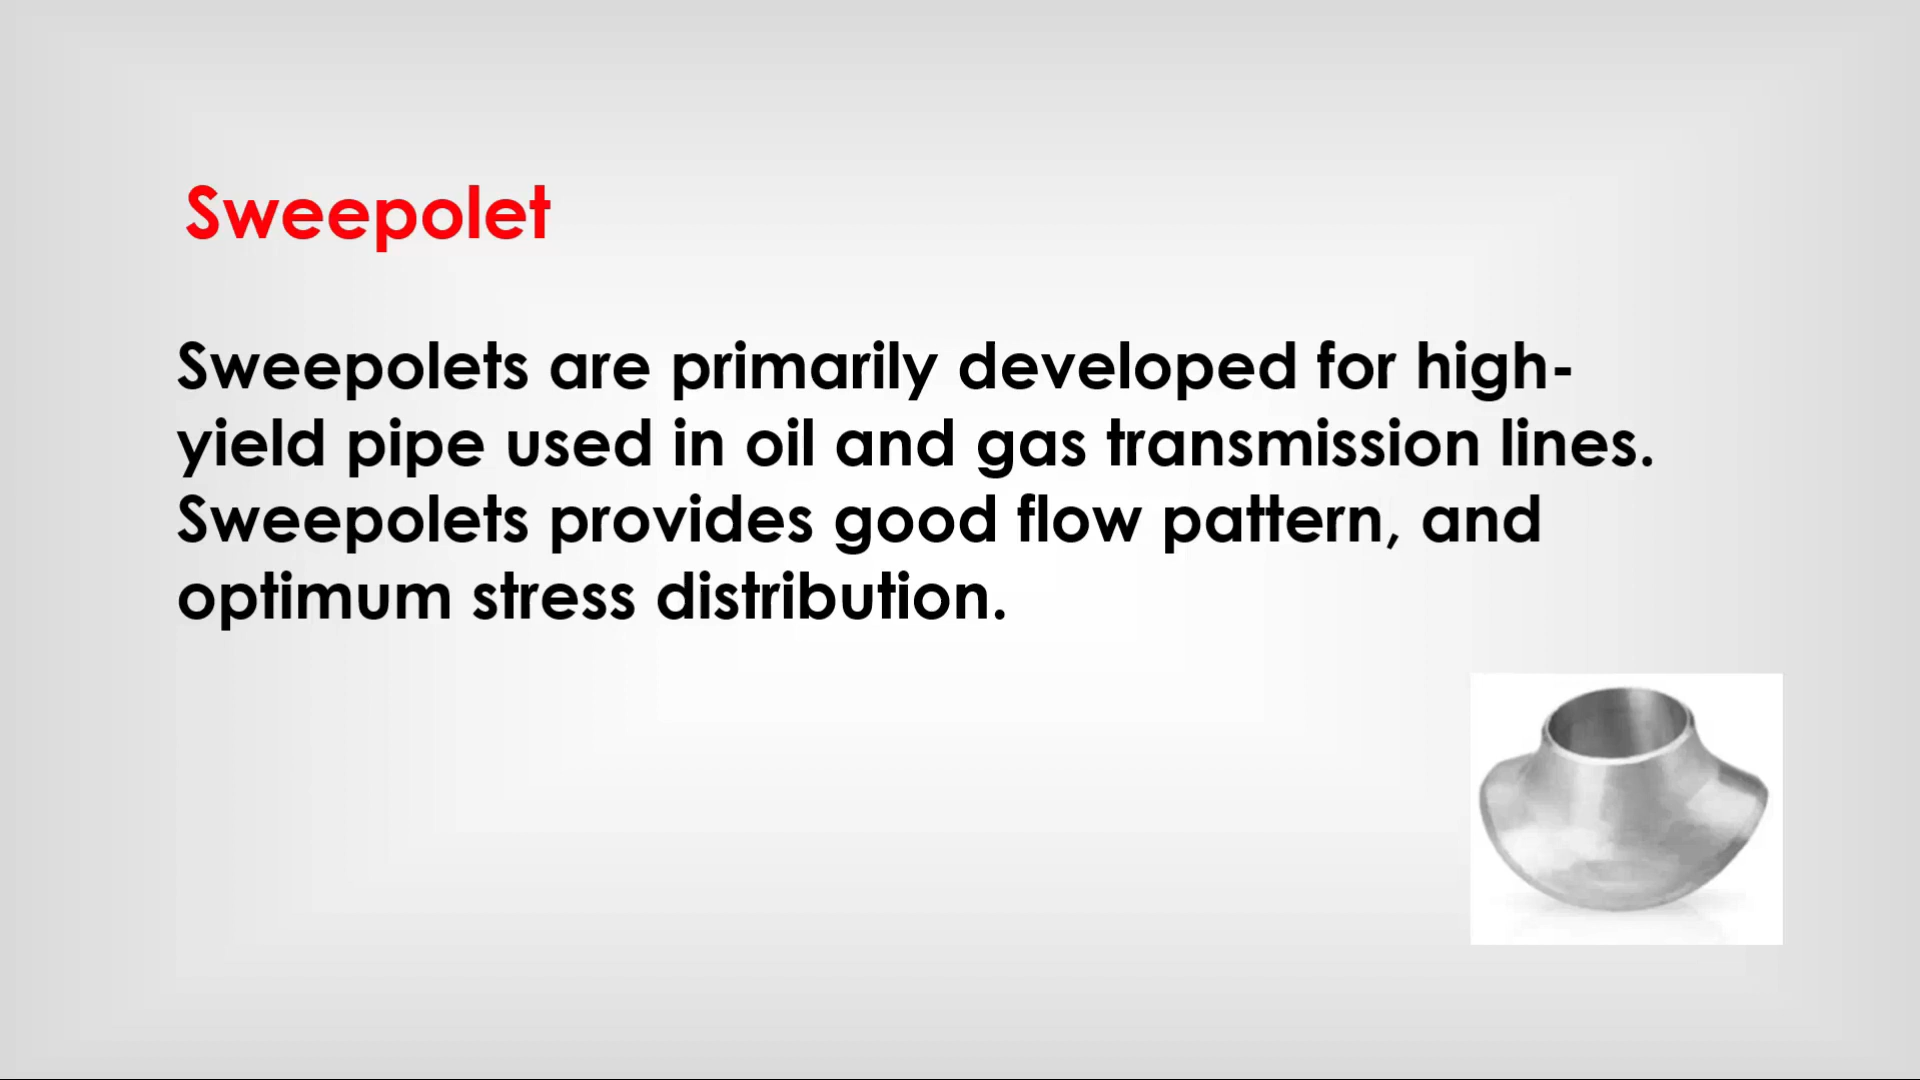 Sweepolet
Sweepolets are primarily developed for high-
yield pipe used in oil and gas transmission lines.
Sweepolets provides good flow pattern, and
optimum stress distribution.